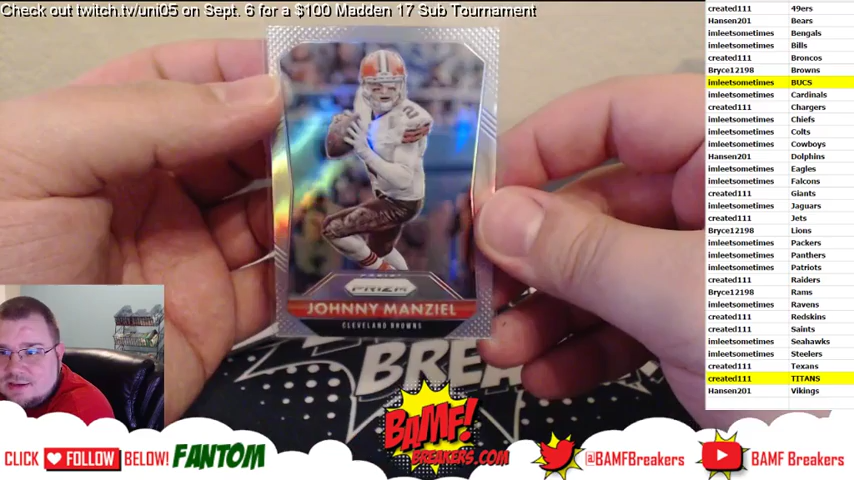 Check out twitch.tv/uni05 on Sept. 6 for a $100 Madden 17 Sub Tournament
created111 49ers
Hansen201 Bears
imleetsometimes Bengals
imleetsometimes Bills
created111 Broncos
Bryce12198 Browns
imleetsometimes BUCS
imleetsometimes Cardinals
created111 Chargers
imleetsometimes Chiefs
imleetsometimes Colts
imleetsometimes Cowboys
Hansen201 Dolphins
imleetsometimes Eagles
imleetsometimes Falcons
created111 Giants
imleetsometimes Jaguars
created111 Jets
Bryce12198 Lions
imleetsometimes Packers
imleetsometimes Panthers
imleetsometimes Patriots
created111 Raiders
Bryce12198 Rams
imleetsometimes Ravens
created111 Redskins
created111 Saints
imleetsometimes Seahawks
imleetsometimes Steelers
created111 Texans
created111 TITANS
Hansen201 Vikings
2
PANINI
PRIZM
JOHNNY MANZIEL
CLEVELAND BROWNS
BREA
BAMF!
BREAKERS.COM
CLICK FOLLOW BELOW! FANTOM
@BAMFBreakers
BAMF Breakers